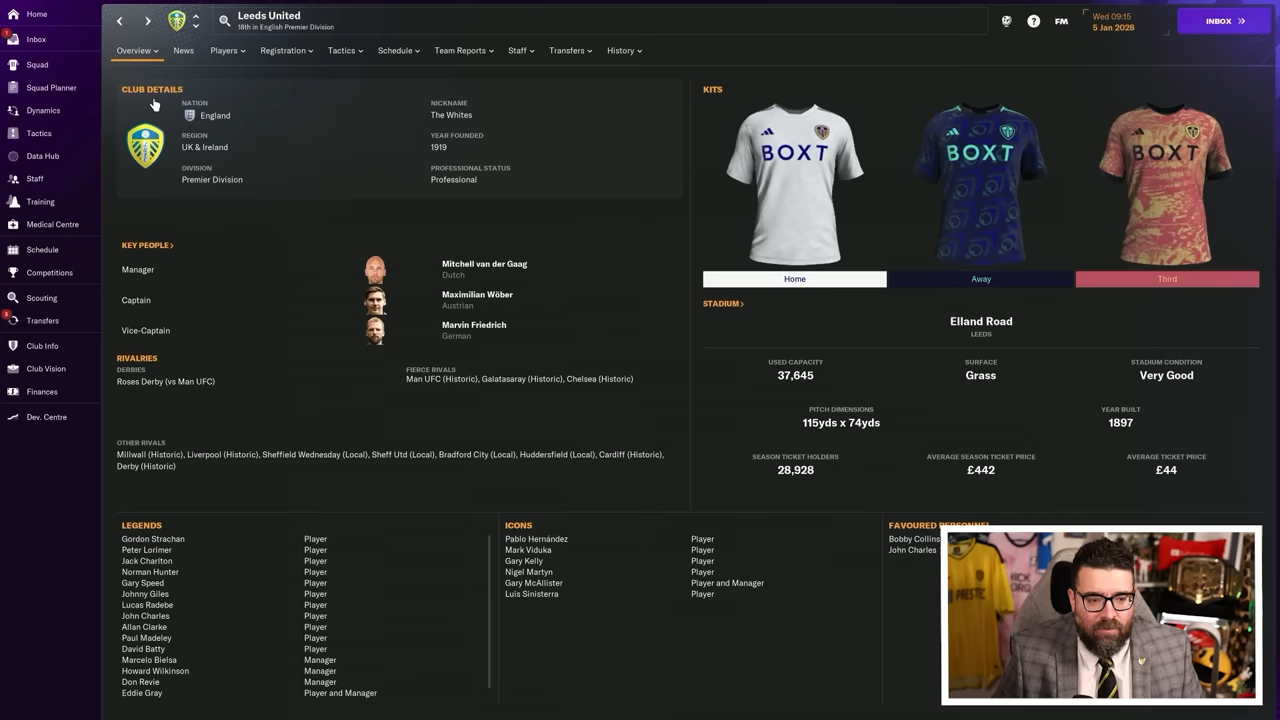 Leeds United
18th in English Premier Division
FM
Wed 09:15
5 Jan 2028
INBOX
Overview
News
Players
Registration
Tactics
Schedule
Team Reports
Staff
Transfers
History
Home
1
Inbox
Squad
Squad Planner
Dynamics
Tactics
Data Hub
Staff
Training
Medical Centre
Schedule
Competitions
Scouting
3
Transfers
Club Info
Club Vision
Finances
Dev. Centre
CLUB DETAILS
NATION
England
NICKNAME
The Whites
REGION
UK & Ireland
YEAR FOUNDED
1919
DIVISION
Premier Division
PROFESSIONAL STATUS
Professional
KEY PEOPLE>
Manager
Mitchell van der Gaag
Dutch
Captain
Maximilian Wöber
Austrian
Vice-Captain
Marvin Friedrich
German
RIVALRIES
DERBIES
Roses Derby (vs Man UFC)
FIERCE RIVALS
Man UFC (Historic), Galatasaray (Historic), Chelsea (Historic)
OTHER RIVALS
Millwall (Historic), Liverpool (Historic), Sheffield Wednesday (Local), Sheff Utd (Local), Bradford City (Local), Huddersfield (Local), Cardiff (Historic),
Derby (Historic)
KITS
BOXT
BOXT
BOXT
Home
Away
Third
STADIUM>
Elland Road
LEEDS
USED CAPACITY
37,645
SURFACE
Grass
STADIUM CONDITION
Very Good
PITCH DIMENSIONS
115yds x 74yds
YEAR BUILT
1897
SEASON TICKET HOLDERS
28,928
AVERAGE SEASON TICKET PRICE
£442
AVERAGE TICKET PRICE
£44
LEGENDS
Gordon Strachan Player
Peter Lorimer Player
Jack Charlton Player
Norman Hunter Player
Gary Speed Player
Johnny Giles Player
Lucas Radebe Player
John Charles Player
Allan Clarke Player
Paul Madeley Player
David Batty Player
Marcelo Bielsa Manager
Howard Wilkinson Manager
Don Revie Manager
Eddie Gray Player and Manager
ICONS
Pablo Hernández Player
Mark Viduka Player
Gary Kelly Player
Nigel Martyn Player
Gary McAllister Player and Manager
Luis Sinisterra Player
FAVOURED PERSONNEL
Bobby Collins
John Charles
PRESTIG